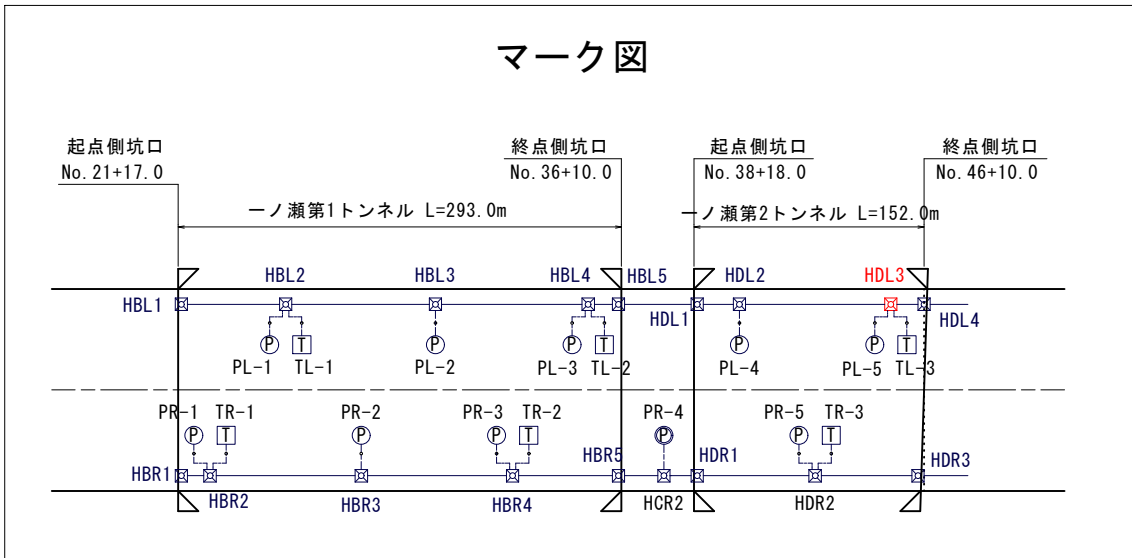 マーク図
起点側坑口
No.21+17.0
終点側坑口
No.36+10.0
起点側坑口
No.38+18.0
終点側坑口
No.46+10.0
一ノ瀬第1トンネル L=293.0m
一ノ瀬第2トンネル L=152.0m
HBL1
HBL2
HBL3
HBL4
HBL5
HDL1
HDL2
HDL3
HDL4
P
T
P
P
T
P
P
T
PL-1
TL-1
PL-2
PL-3
TL-2
PL-4
PL-5
TL-3
PR-1
TR-1
PR-2
PR-3
TR-2
PR-4
PR-5
TR-3
P
T
P
P
T
P
P
T
HBR1
HBR2
HBR3
HBR4
HBR5
HCR2
HDR1
HDR2
HDR3